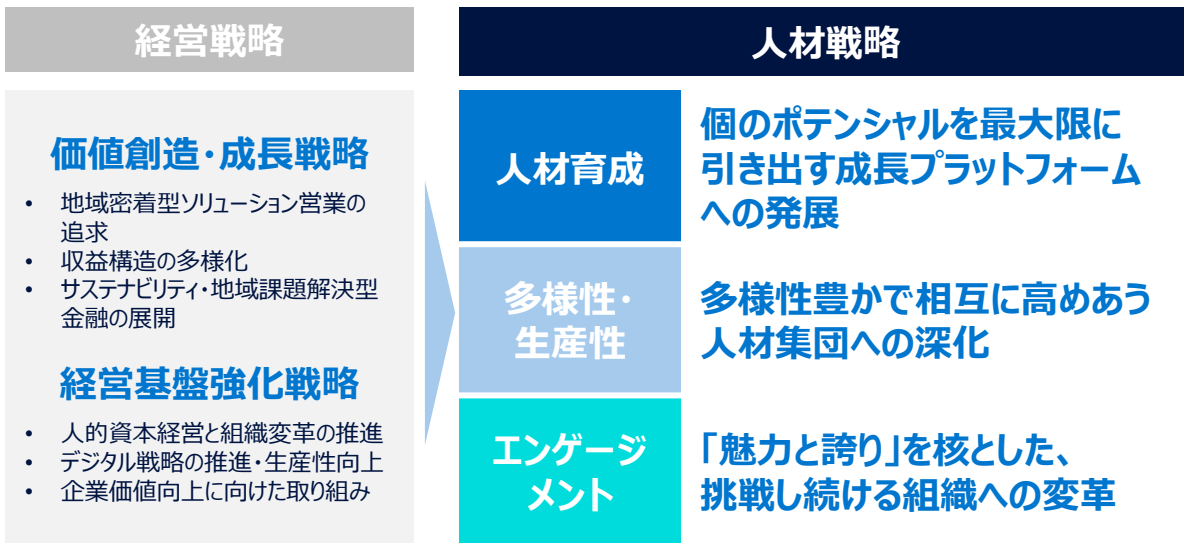 経営戦略
価値創造・成長戦略
• 地域密着型ソリューション営業の
追求
• 収益構造の多様化
• サステナビリティ・地域課題解決型
金融の展開
経営基盤強化戦略
• 人的資本経営と組織変革の推進
• デジタル戦略の推進・生産性向上
• 企業価値向上に向けた取り組み
人材戦略
人材育成
個のポテンシャルを最大限に
引き出す成長プラットフォーム
への発展
多様性・
生産性
多様性豊かで相互に高めあう
人材集団への深化
エンゲージ
メント
「魅力と誇り」を核とした、
挑戦し続ける組織への変革